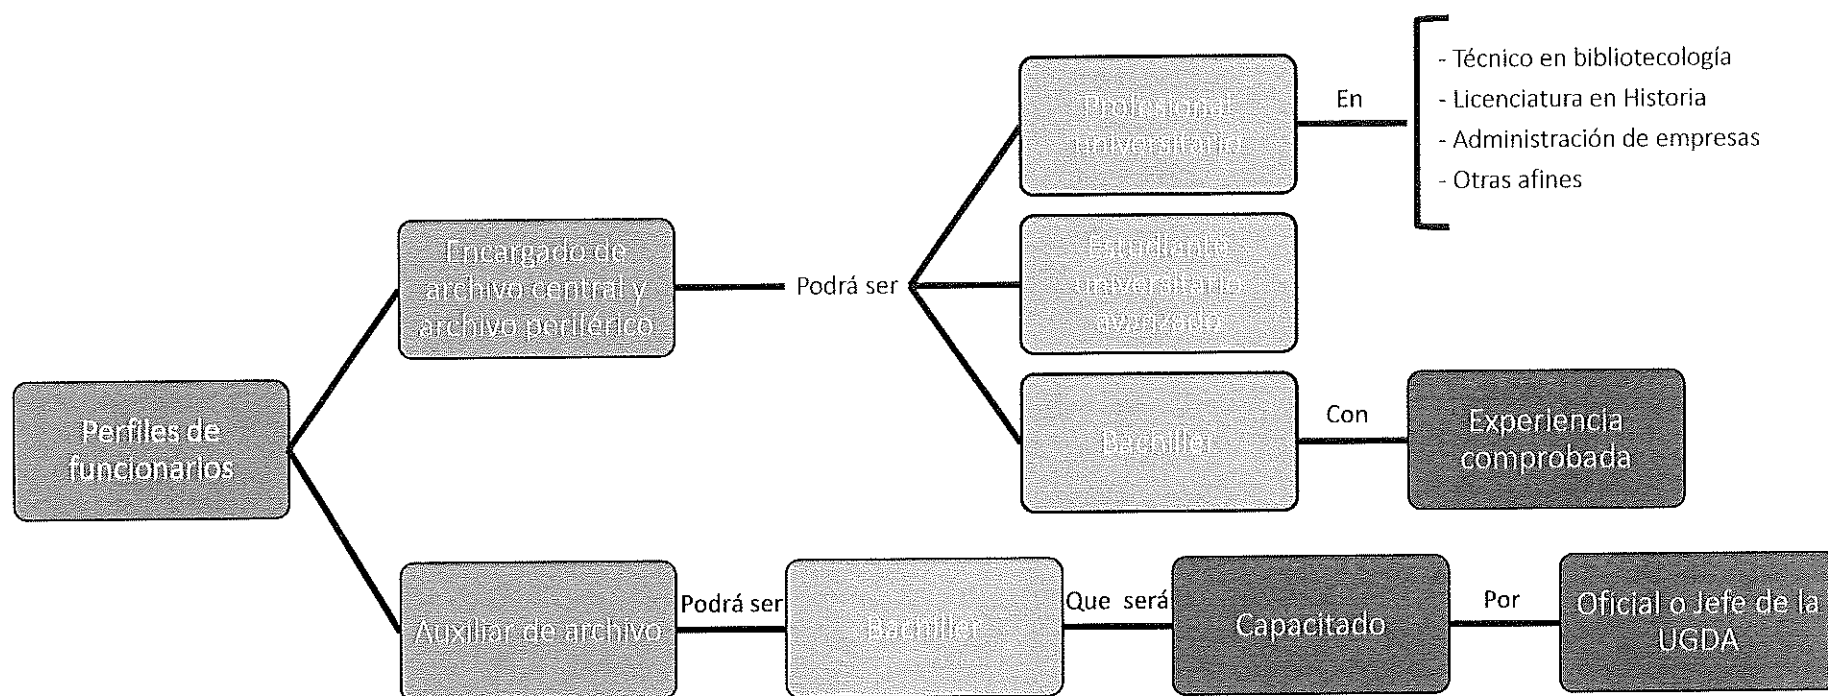 Perfiles de
funcionarios
Encargado de
archivo central y
archivo periférico
Podrá ser
Profesional
universitario
En
- Técnico en bibliotecología
- Licenciatura en Historia
- Administración de empresas
- Otras afines
Estudiante
universitario
avanzado
Bachiller
Con
Experiencia
comprobada
Auxiliar de archivo
Podrá ser
Bachiller
Que será
Capacitado
Por
Oficial o Jefe de la
UGDA